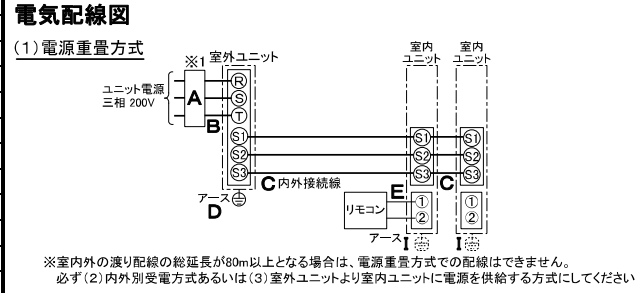 電気配線図
(1)電源重畳方式
※1
室外ユニット
室内
ユニット
室内
ユニット
ユニット電源
三相 200V
A
B
R
S
T
S1
S2
S3
S1
S2
S3
S1
S2
S3
C 内外接続線
C
アース
D
リモコン
E
①
②
①
②
アース
I
I
※室内外の渡り配線の総延長が80m以上となる場合は、電源重畳方式での配線はできません。
必ず(2)内外別受電方式あるいは(3)室外ユニットより室内ユニットに電源を供給する方式にしてください